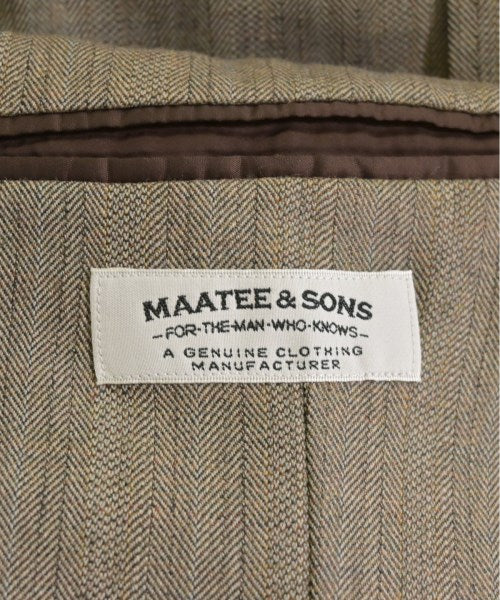 MAATEE & SONS
-FOR-THE-MAN-WHO-KNOWS-
A GENUINE CLOTHING
MANUFACTURER